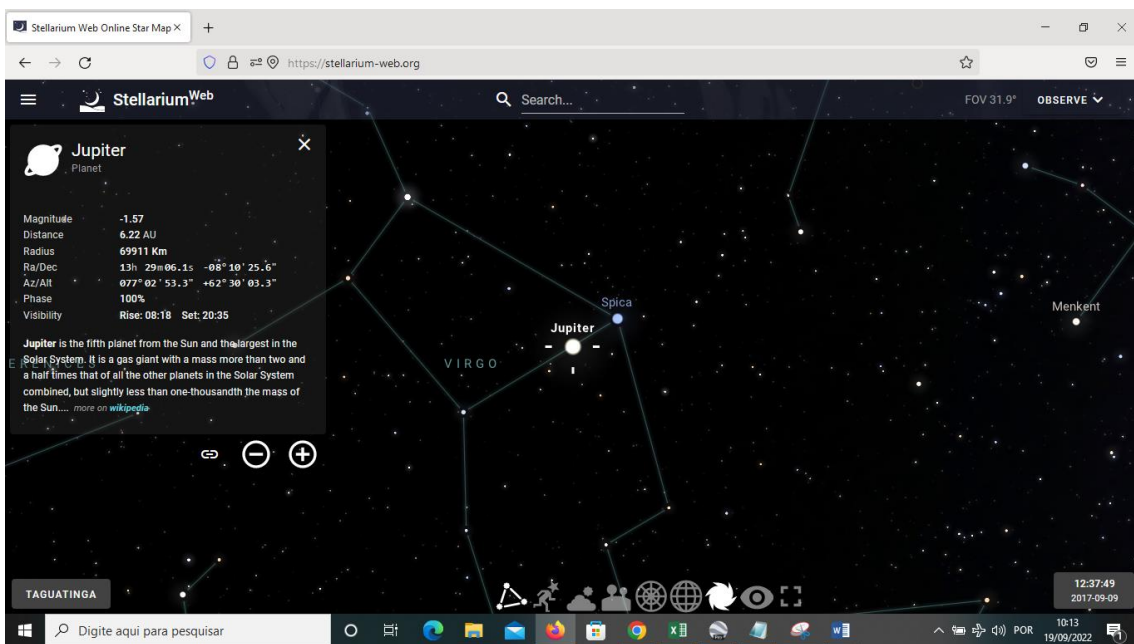 Stellarium Web Online Star Map
https://stellarium-web.org
Stellarium Web
Search...
FOV 31.9°
OBSERVE
Jupiter
Planet
Magnitude -1.57
Distance 6.22 AU
Radius 69911 Km
Ra/Dec 13h 29m06.1s -08°10'25.6"
Az/Alt 077°02'53.3" +62°30'03.3"
Phase 100%
Visibility Rise: 08:18 Set: 20:35
Jupiter is the fifth planet from the Sun and the largest in the
Solar System. It is a gas giant with a mass more than two and
a half times that of all the other planets in the Solar System
combined, but slightly less than one-thousandth the mass of
the Sun.... more on wikipedia
Spica
Jupiter
VIRGO
Menkent
TAGUATINGA
12:37:49
2017-09-09
Digite aqui para pesquisar
POR
10:13
19/09/2022